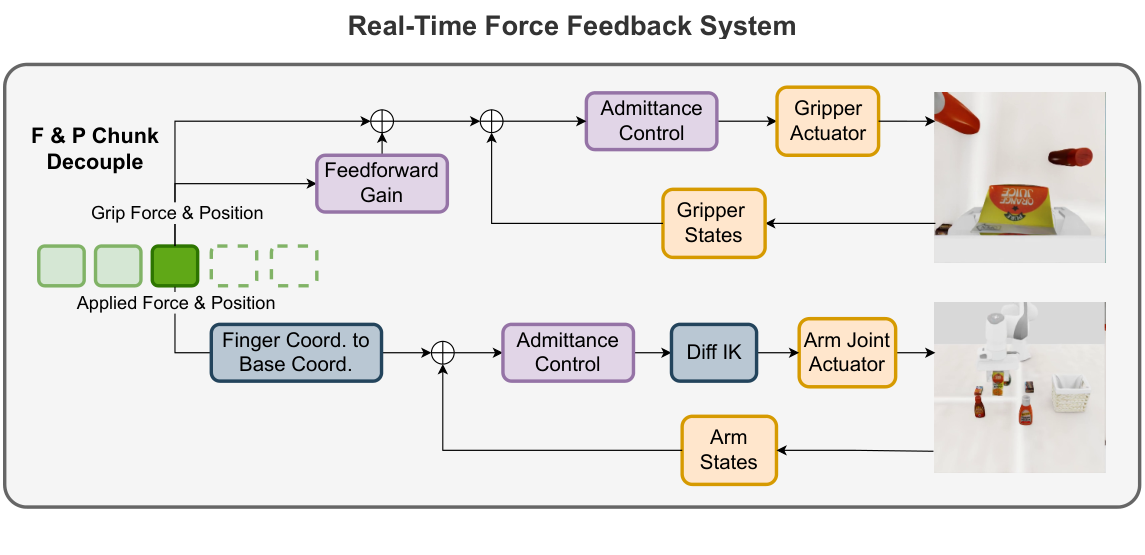 Real-Time Force Feedback System
F & P Chunk
Decouple
Admittance
Control
Gripper
Actuator
Feedforward
Gain
Grip Force & Position
Gripper
States
ORANGE
JUICE
Applied Force & Position
Finger Coord. to
Base Coord.
Admittance
Control
Diff IK
Arm Joint
Actuator
Arm
States